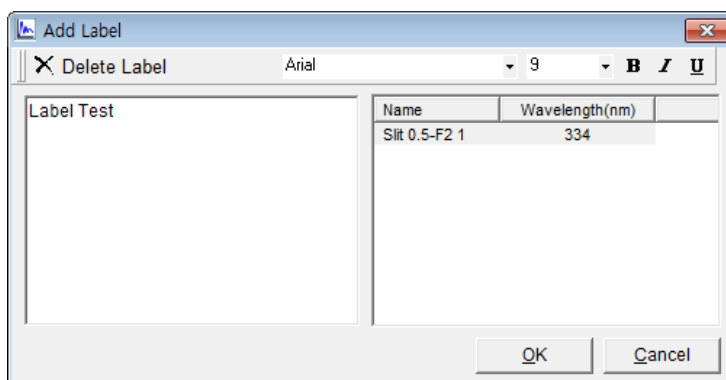 Add Label
Delete Label Arial 9 B I U
Label Test
Name Wavelength(nm)
Slit 0.5-F2 1 334
OK Cancel